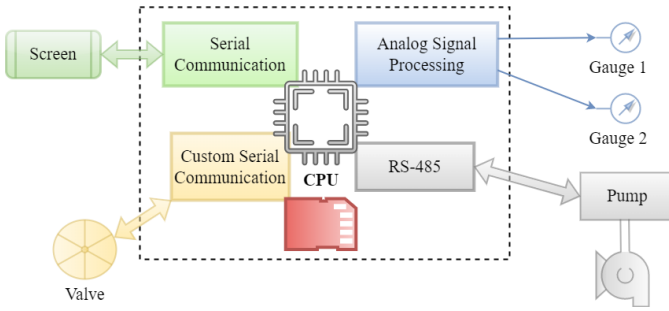 Screen
Serial
Communication
Analog Signal
Processing
Gauge 1
Gauge 2
Custom Serial
Communication
CPU
RS-485
Pump
Valve